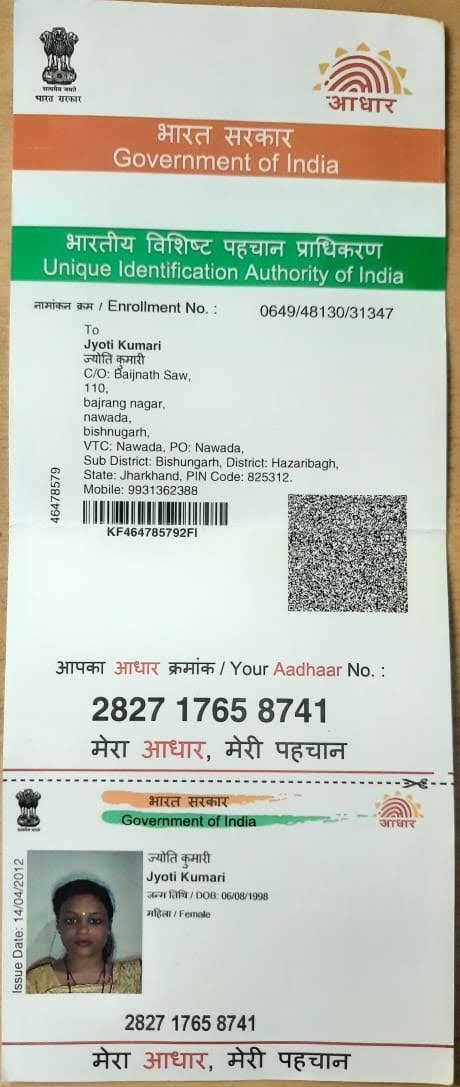 सत्यमेव जयते
भारत सरकार
आधार
भारत सरकार
Government of India
भारतीय विशिष्ट पहचान प्राधिकरण
Unique Identification Authority of India
नामांकन क्रम / Enrollment No. : 0649/48130/31347
To
Jyoti Kumari
ज्योति कुमारी
C/O: Baijnath Saw,
110,
bajrang nagar,
nawada,
bishnugarh,
VTC: Nawada, PO: Nawada,
Sub District: Bishungarh, District: Hazaribagh,
State: Jharkhand, PIN Code: 825312.
Mobile: 9931362388
46478579
KF464785792FI
आपका आधार क्रमांक / Your Aadhaar No. :
2827 1765 8741
मेरा आधार, मेरी पहचान
भारत सरकार
Government of India
आधार
Issue Date: 14/04/2012
ज्योति कुमारी
Jyoti Kumari
जन्म तिथि / DOB: 06/08/1998
महिला / Female
2827 1765 8741
मेरा आधार, मेरी पहचान